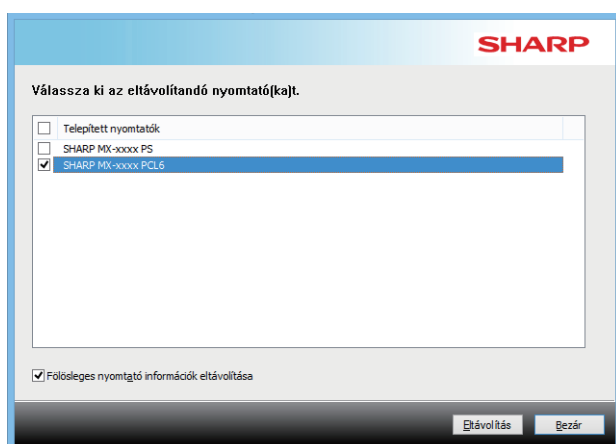 SHARP
Válassza ki az eltávolítandó nyomtató(ka)t.
Telepített nyomtatók
SHARP MX-xxxx PS
SHARP MX-xxxx PCL6
Fölösleges nyomtató információk eltávolítása
Eltávolítás
Bezár